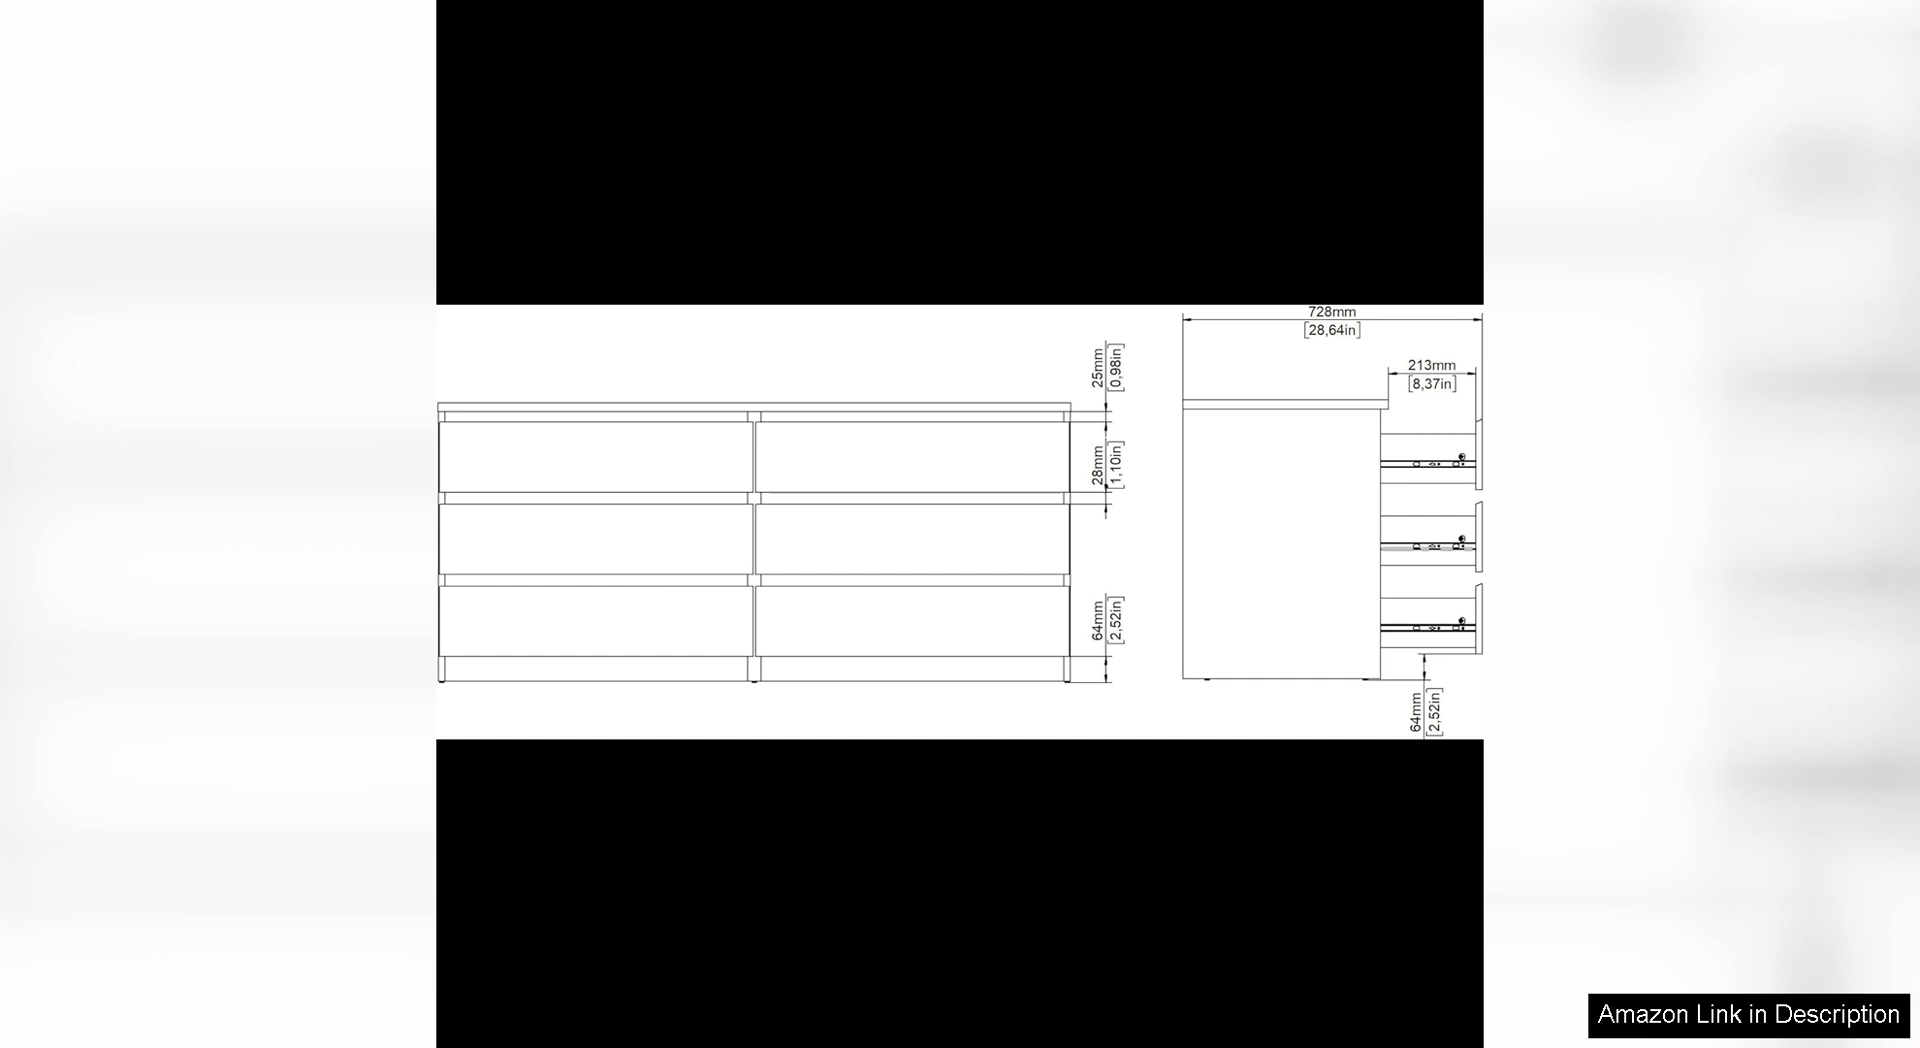 728mm
[28,64in]
213mm
[8,37in]
25mm
[0,98in]
28mm
[1,10in]
64mm
[2,52in]
64mm
[2,52in]
Amazon Link in Description